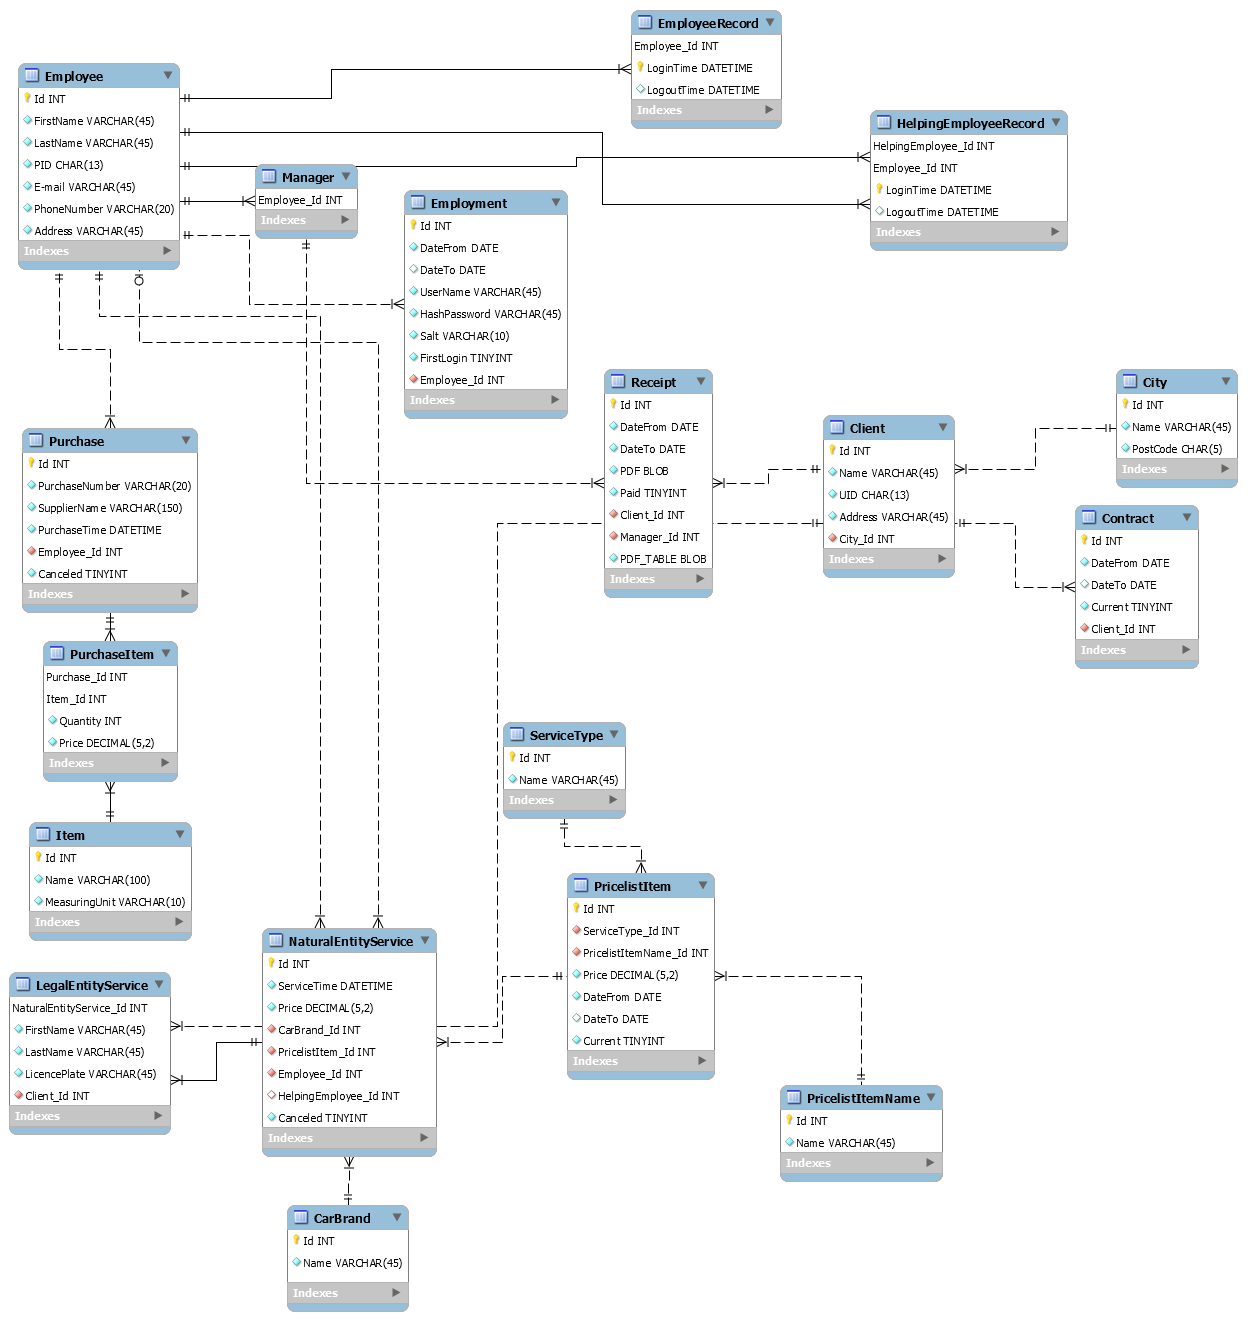 EmployeeRecord
Employee_Id INT
LoginTime DATETIME
LogoutTime DATETIME
Indexes
Employee
Id INT
FirstName VARCHAR(45)
LastName VARCHAR(45)
PID CHAR(13)
E-mail VARCHAR(45)
PhoneNumber VARCHAR(20)
Address VARCHAR(45)
Indexes
HelpingEmployeeRecord
HelpingEmployee_Id INT
Employee_Id INT
LoginTime DATETIME
LogoutTime DATETIME
Indexes
Manager
Employee_Id INT
Indexes
Employment
Id INT
DateFrom DATE
DateTo DATE
UserName VARCHAR(45)
HashPassword VARCHAR(45)
Salt VARCHAR(10)
FirstLogin TINYINT
Employee_Id INT
Indexes
Receipt
Id INT
DateFrom DATE
DateTo DATE
PDF BLOB
Paid TINYINT
Client_Id INT
Manager_Id INT
PDF_TABLE BLOB
Indexes
Client
Id INT
Name VARCHAR(45)
UID CHAR(13)
Address VARCHAR(45)
City_Id INT
Indexes
City
Id INT
Name VARCHAR(45)
PostCode CHAR(5)
Indexes
Contract
Id INT
DateFrom DATE
DateTo DATE
Current TINYINT
Client_Id INT
Indexes
Purchase
Id INT
PurchaseNumber VARCHAR(20)
SupplierName VARCHAR(150)
PurchaseTime DATETIME
Employee_Id INT
Canceled TINYINT
Indexes
PurchaseItem
Purchase_Id INT
Item_Id INT
Quantity INT
Price DECIMAL(5,2)
Indexes
Item
Id INT
Name VARCHAR(100)
MeasuringUnit VARCHAR(10)
Indexes
ServiceType
Id INT
Name VARCHAR(45)
Indexes
PricelistItem
Id INT
ServiceType_Id INT
PricelistItemName_Id INT
Price DECIMAL(5,2)
DateFrom DATE
DateTo DATE
Current TINYINT
Indexes
NaturalEntityService
Id INT
ServiceTime DATETIME
Price DECIMAL(5,2)
CarBrand_Id INT
PricelistItem_Id INT
Employee_Id INT
HelpingEmployee_Id INT
Canceled TINYINT
Indexes
LegalEntityService
NaturalEntityService_Id INT
FirstName VARCHAR(45)
LastName VARCHAR(45)
LicencePlate VARCHAR(45)
Client_Id INT
Indexes
PricelistItemName
Id INT
Name VARCHAR(45)
Indexes
CarBrand
Id INT
Name VARCHAR(45)
Indexes